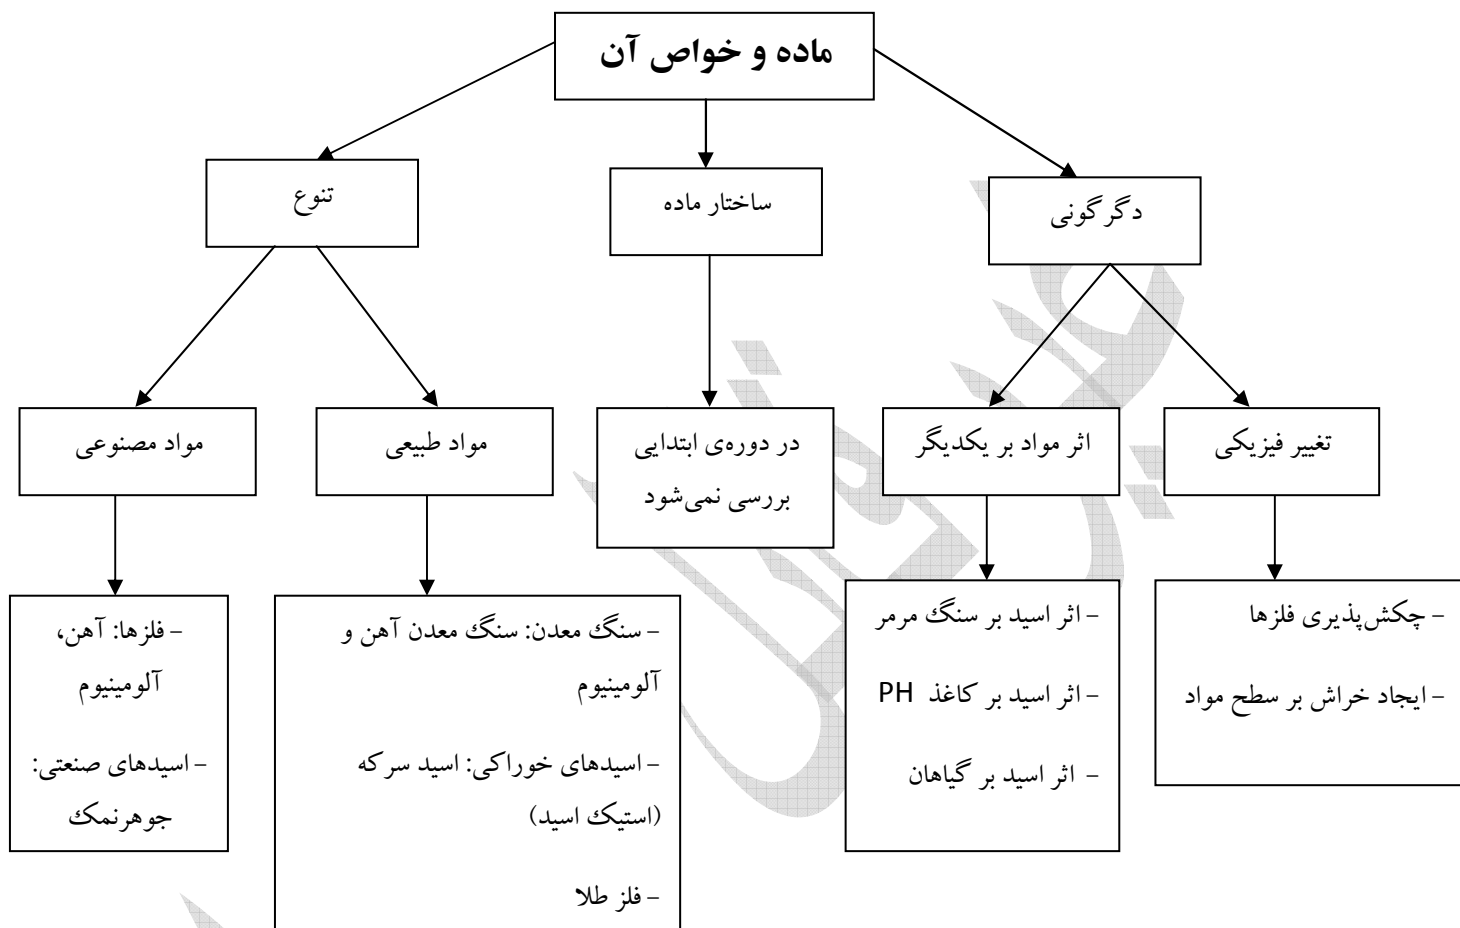 ماده و خواص آن
دگرگونی
ساختار ماده
تنوع
تغییر فیزیکی
اثر مواد بر یکدیگر
در دوره‌ی ابتدایی
بررسی نمی‌شود
مواد طبیعی
مواد مصنوعی
- چکش‌پذیری فلزها
- ایجاد خراش بر سطح مواد
- اثر اسید بر سنگ مرمر
- اثر اسید بر کاغذ PH
- اثر اسید بر گیاهان
- سنگ معدن: سنگ معدن آهن و
آلومینیوم
- اسیدهای خوراکی: اسید سرکه
(استیک اسید)
- فلز طلا
- فلزها: آهن،
آلومینیوم
- اسیدهای صنعتی:
جوهرنمک